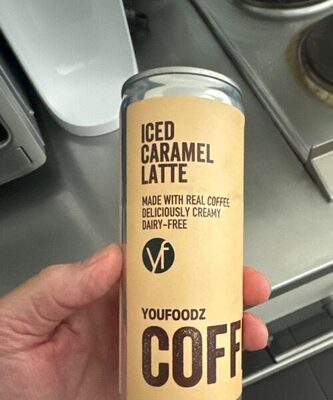 ICED
CARAMEL
LATTE
MADE WITH REAL COFFEE
DELICIOUSLY CREAMY
DAIRY-FREE
Vf
YOUFOODZ
COFF